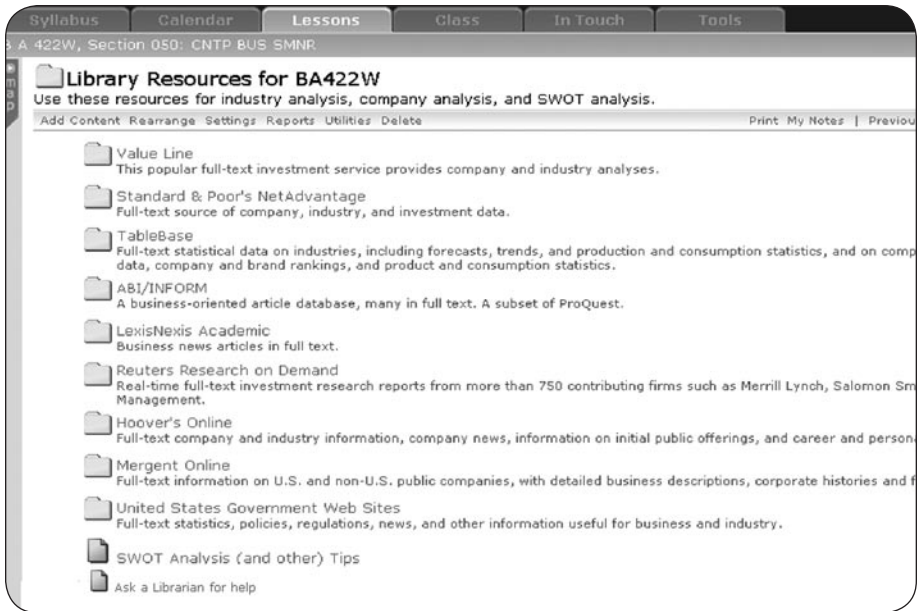 Syllabus Calendar Lessons Class In Touch Tools
A 422W, Section 050: CNTP BUS SMNR
map
Library Resources for BA422W
Use these resources for industry analysis, company analysis, and SWOT analysis.
Add Content Rearrange Settings Reports Utilities Delete Print My Notes | Previou
Value Line
This popular full-text investment service provides company and industry analyses.
Standard & Poor's NetAdvantage
Full-text source of company, industry, and investment data.
TableBase
Full-text statistical data on industries, including forecasts, trends, and production and consumption statistics, and on comp
data, company and brand rankings, and product and consumption statistics.
ABI/INFORM
A business-oriented article database, many in full text. A subset of ProQuest.
LexisNexis Academic
Business news articles in full text.
Reuters Research on Demand
Real-time full-text investment research reports from more than 750 contributing firms such as Merrill Lynch, Salomon Sm
Management.
Hoover's Online
Full-text company and industry information, company news, information on initial public offerings, and career and person
Mergent Online
Full-text information on U.S. and non-U.S. public companies, with detailed business descriptions, corporate histories and f
United States Government Web Sites
Full-text statistics, policies, regulations, news, and other information useful for business and industry.
SWOT Analysis (and other) Tips
Ask a Librarian for help